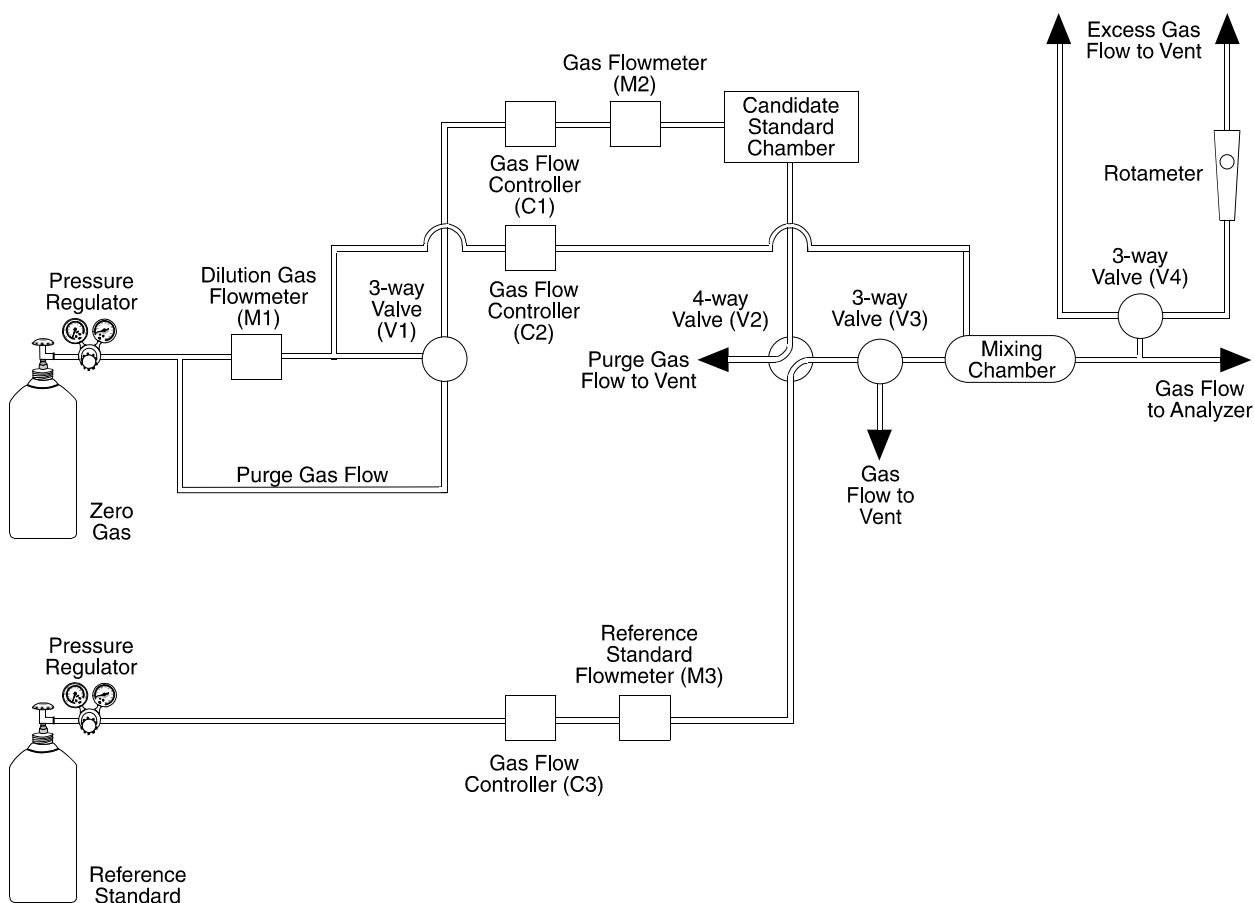 Excess Gas
Flow to Vent
Gas Flowmeter
(M2)
Candidate
Standard
Chamber
Gas Flow
Controller
(C1)
Rotameter
Dilution Gas
Flowmeter
(M1)
3-way
Valve
(V1)
Gas Flow
Controller
(C2)
4-way
Valve (V2)
3-way
Valve (V3)
3-way
Valve (V4)
Pressure
Regulator
Purge Gas
Flow to Vent
Mixing
Chamber
Gas Flow
to Analyzer
Purge Gas Flow
Gas
Flow to
Vent
Zero
Gas
Pressure
Regulator
Reference
Standard
Flowmeter (M3)
Gas Flow
Controller (C3)
Reference
Standard